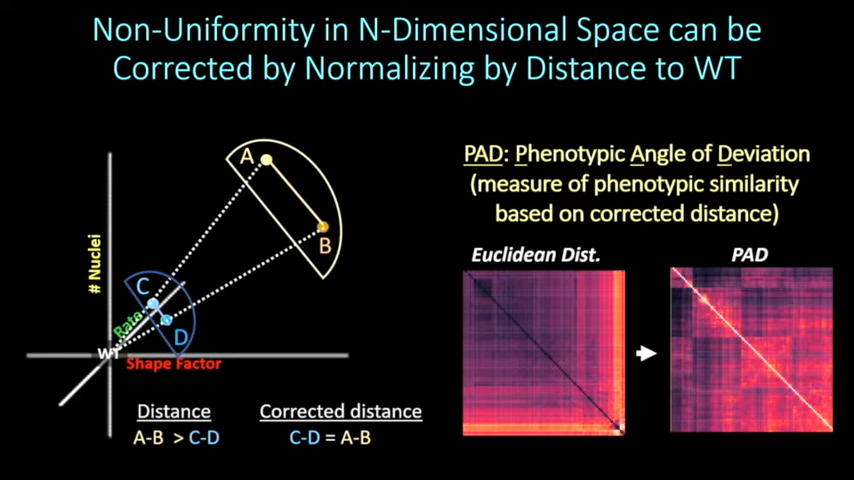 Non-Uniformity in N-Dimensional Space can be
Corrected by Normalizing by Distance to WT
A
B
C
D
# Nuclei
Rate
WT
Shape Factor
Distance
A-B > C-D
Corrected distance
C-D = A-B
PAD: Phenotypic Angle of Deviation
(measure of phenotypic similarity
based on corrected distance)
Euclidean Dist.
PAD